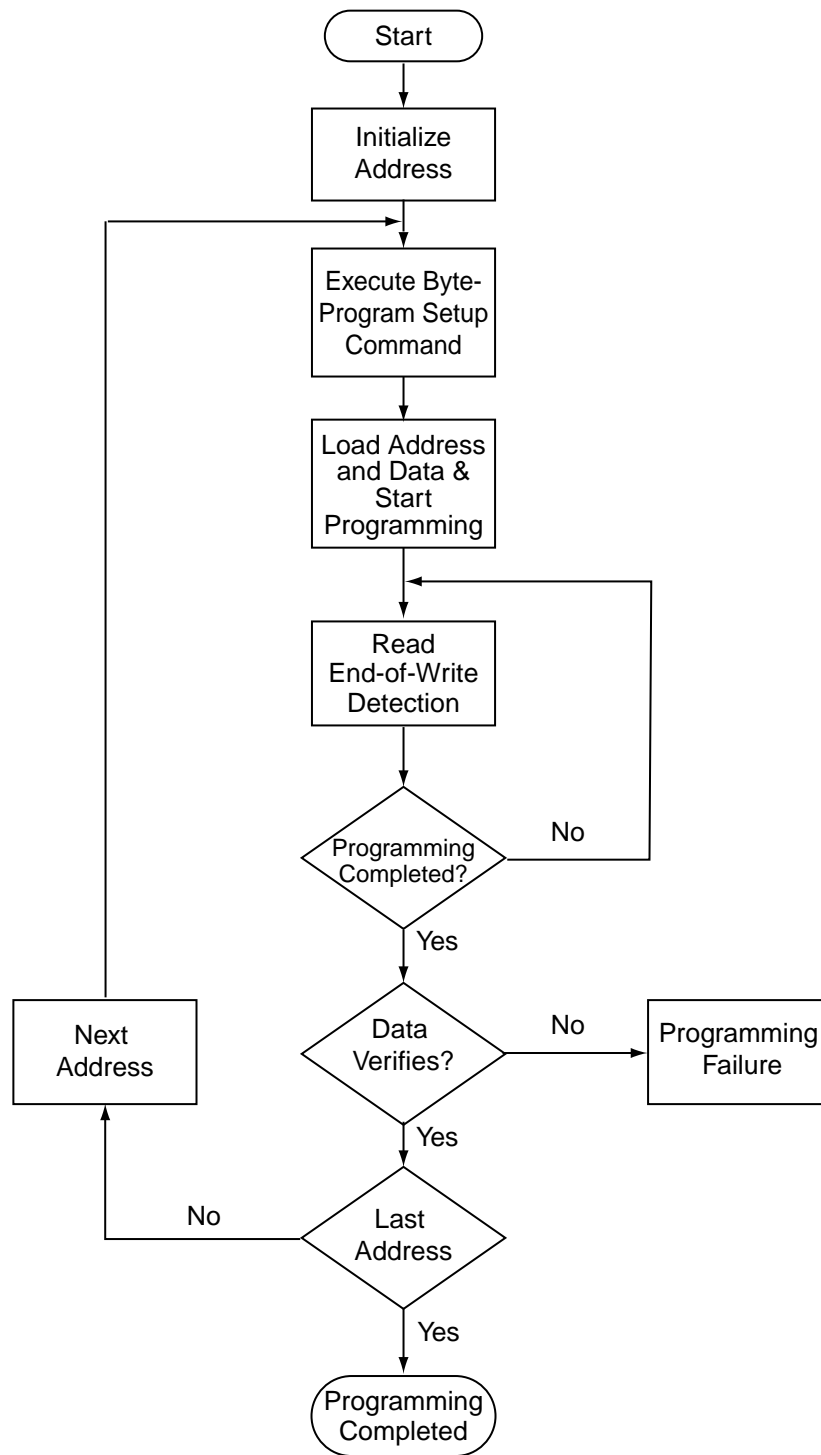 Start
Initialize
Address
Execute Byte-
Program Setup
Command
Load Address
and Data &
Start
Programming
Read
End-of-Write
Detection
Programming
Completed?
No
Yes
Next
Address
Data
Verifies?
No
Programming
Failure
Yes
No
Last
Address
Yes
Programming
Completed